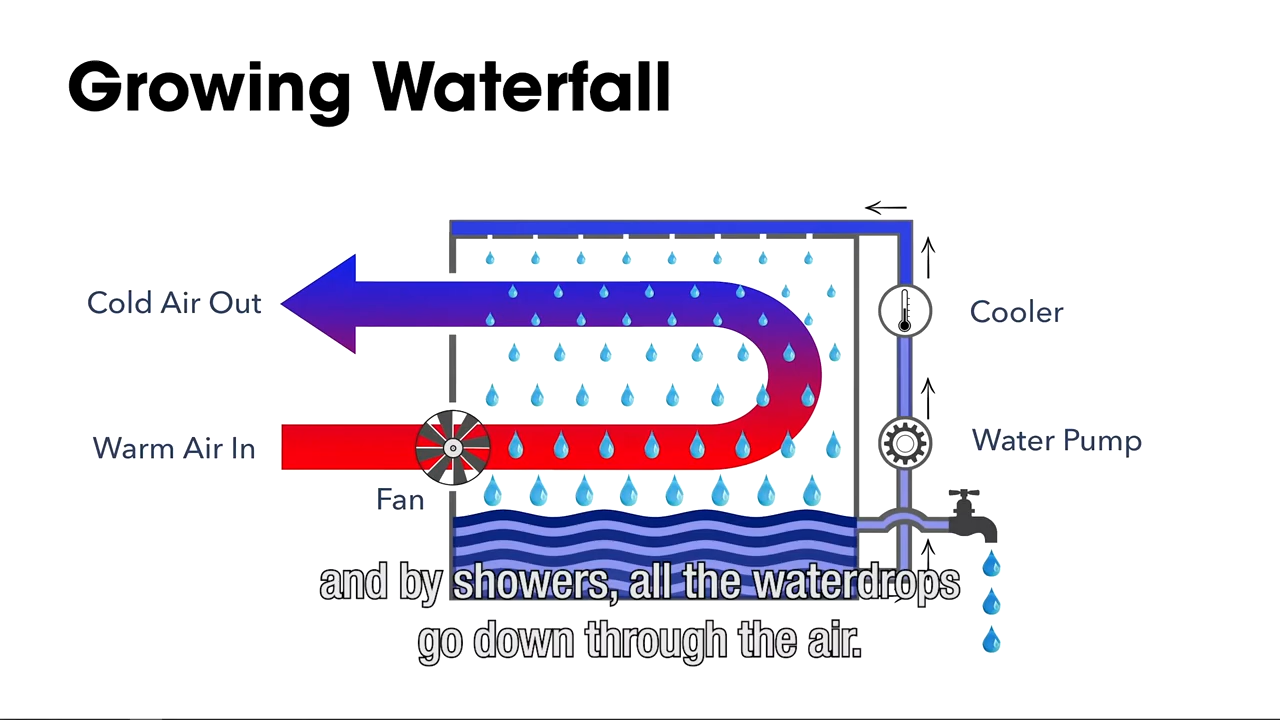 Growing Waterfall
Cold Air Out
Cooler
Warm Air In
Water Pump
Fan
and by showers, all the waterdrops
go down through the air.